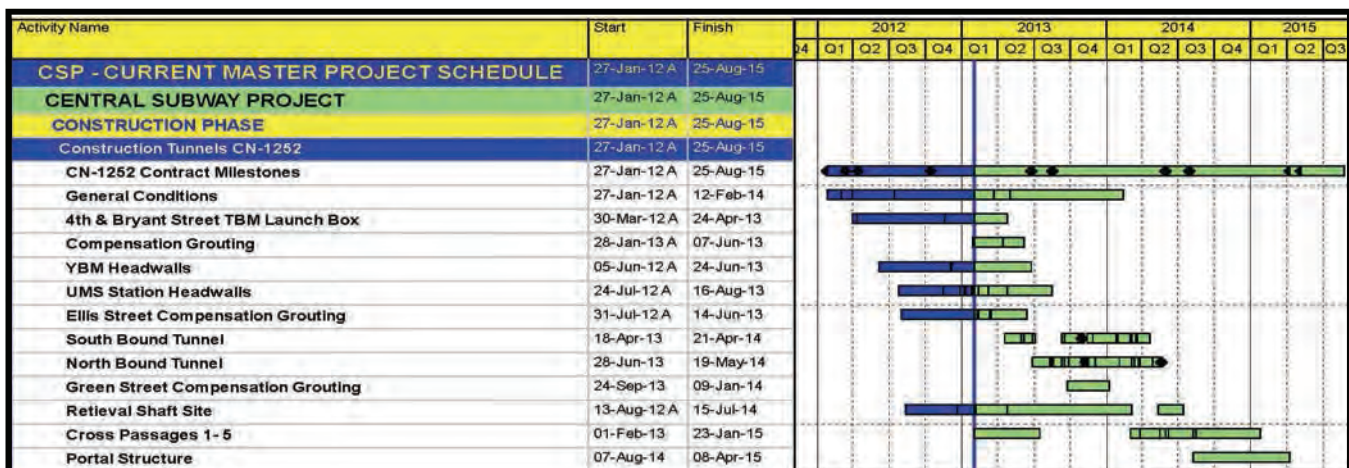 Activity Name Start Finish 2012 2013 2014 2015
Q4 Q1 Q2 Q3 Q4 Q1 Q2 Q3 Q4 Q1 Q2 Q3 Q4 Q1 Q2 Q3
CSP - CURRENT MASTER PROJECT SCHEDULE 27-Jan-12 A 25-Aug-15
CENTRAL SUBWAY PROJECT 27-Jan-12 A 25-Aug-15
CONSTRUCTION PHASE 27-Jan-12 A 25-Aug-15
Construction Tunnels CN-1252 27-Jan-12 A 25-Aug-15
CN-1252 Contract Milestones 27-Jan-12 A 25-Aug-15
General Conditions 27-Jan-12 A 12-Feb-14
4th & Bryant Street TBM Launch Box 30-Mar-12 A 24-Apr-13
Compensation Grouting 28-Jan-13 A 07-Jun-13
YBM Headwalls 05-Jun-12 A 24-Jun-13
UMS Station Headwalls 24-Jul-12 A 16-Aug-13
Ellis Street Compensation Grouting 31-Jul-12 A 14-Jun-13
South Bound Tunnel 18-Apr-13 21-Apr-14
North Bound Tunnel 28-Jun-13 19-May-14
Green Street Compensation Grouting 24-Sep-13 09-Jan-14
Retieval Shaft Site 13-Aug-12 A 15-Jul-14
Cross Passages 1- 5 01-Feb-13 23-Jan-15
Portal Structure 07-Aug-14 08-Apr-15